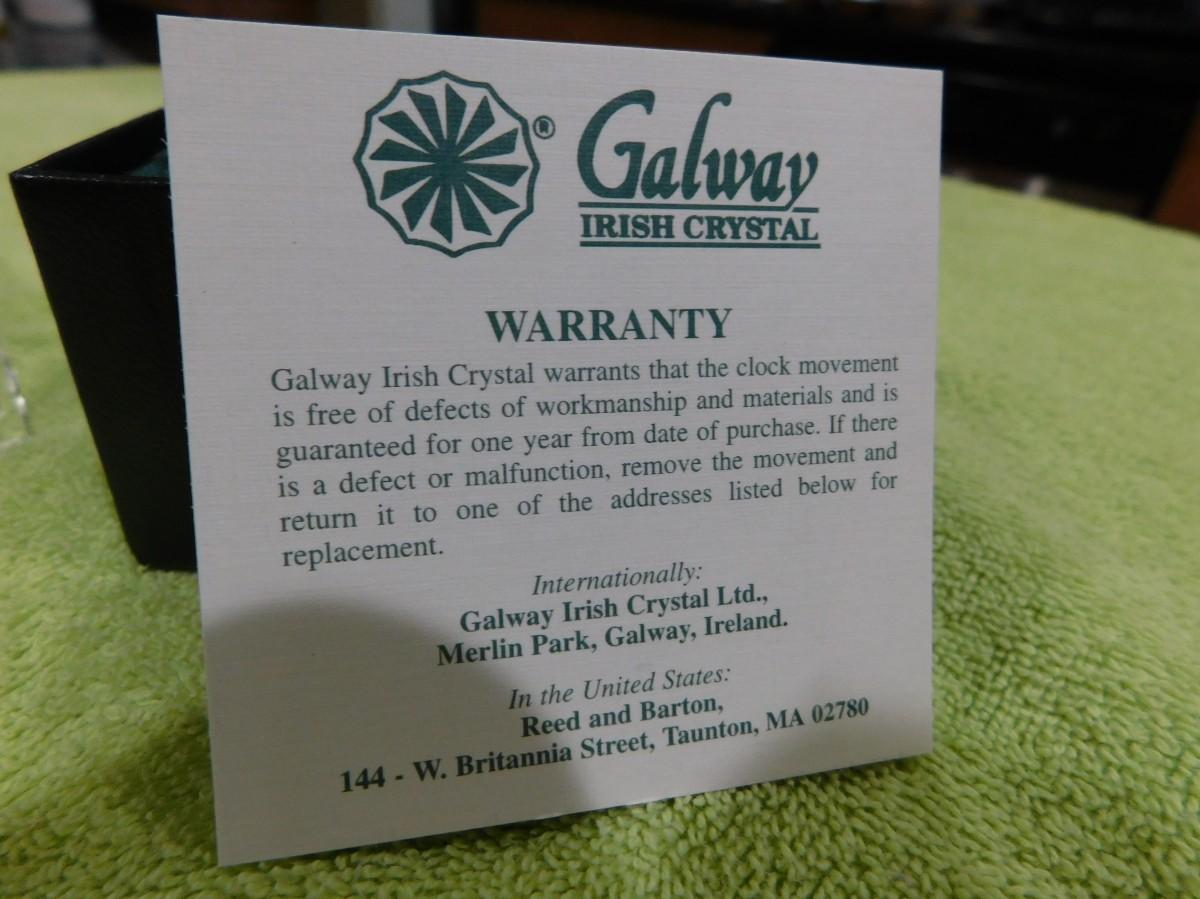 ®
Galway
IRISH CRYSTAL
WARRANTY
Galway Irish Crystal warrants that the clock movement
is free of defects of workmanship and materials and is
guaranteed for one year from date of purchase. If there
is a defect or malfunction, remove the movement and
return it to one of the addresses listed below for
replacement.
Internationally:
Galway Irish Crystal Ltd.,
Merlin Park, Galway, Ireland.
In the United States:
Reed and Barton,
144 - W. Britannia Street, Taunton, MA 02780